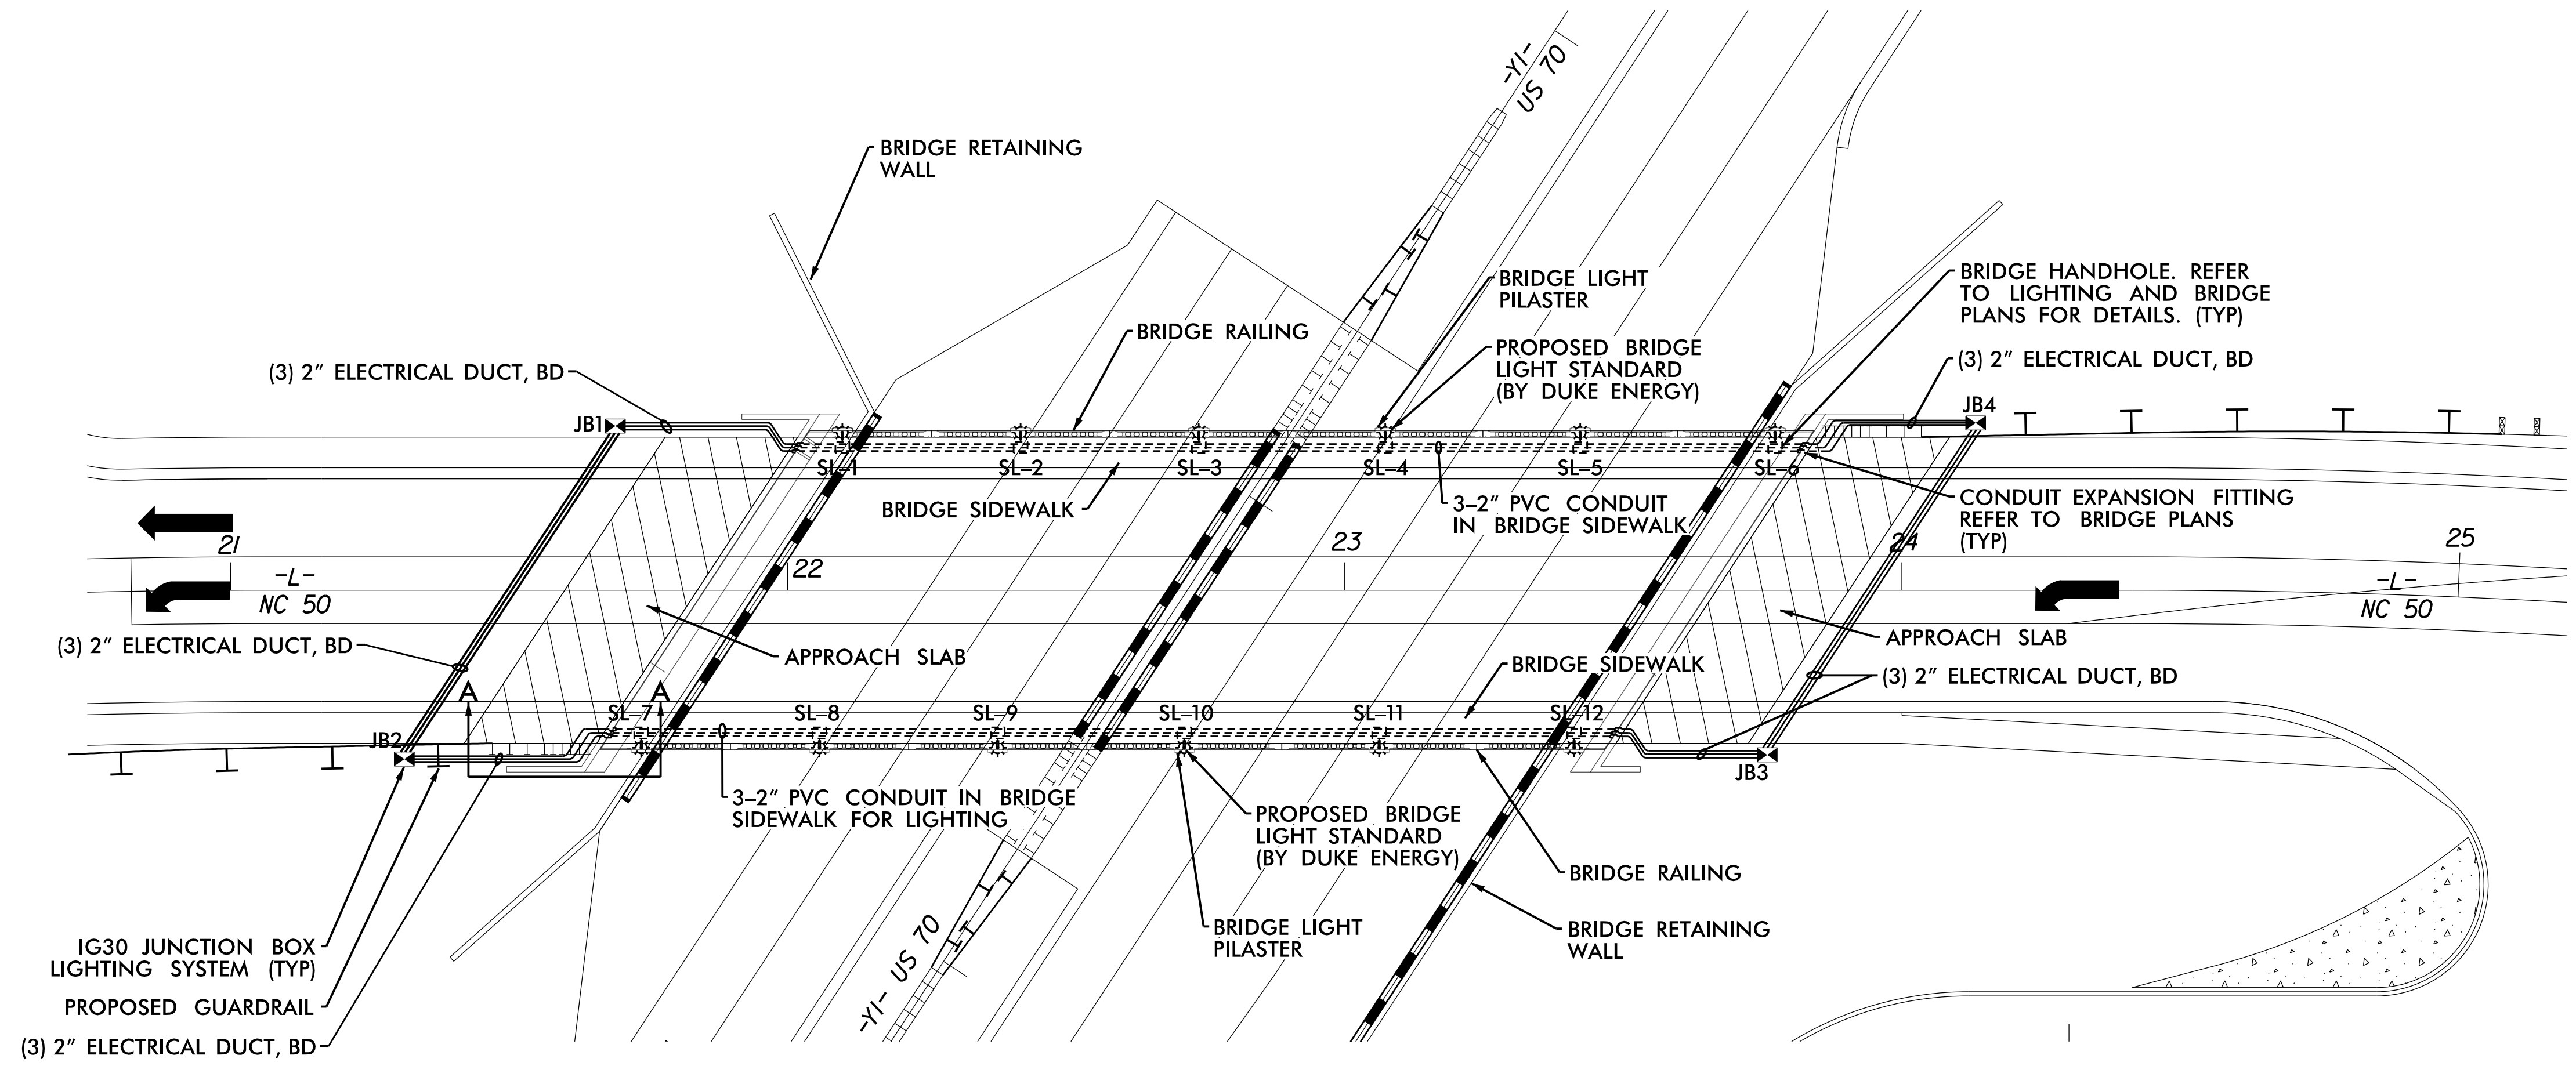 -Y1-
US 70
BRIDGE RETAINING
WALL
BRIDGE LIGHT
PILASTER
BRIDGE HANDHOLE. REFER
TO LIGHTING AND BRIDGE
PLANS FOR DETAILS. (TYP)
BRIDGE RAILING
PROPOSED BRIDGE
LIGHT STANDARD
(BY DUKE ENERGY)
(3) 2" ELECTRICAL DUCT, BD
(3) 2" ELECTRICAL DUCT, BD
JB1
JB4
SL-1
SL-2
SL-3
SL-4
SL-5
SL-6
BRIDGE SIDEWALK
3-2" PVC CONDUIT
IN BRIDGE SIDEWALK
CONDUIT EXPANSION FITTING
REFER TO BRIDGE PLANS
(TYP)
21
22
23
24
25
-L-
NC 50
-L-
NC 50
(3) 2" ELECTRICAL DUCT, BD
APPROACH SLAB
BRIDGE SIDEWALK
APPROACH SLAB
(3) 2" ELECTRICAL DUCT, BD
A
A
SL-7
SL-8
SL-9
SL-10
SL-11
SL-12
JB2
JB3
3-2" PVC CONDUIT IN BRIDGE
SIDEWALK FOR LIGHTING
PROPOSED BRIDGE
LIGHT STANDARD
(BY DUKE ENERGY)
BRIDGE RAILING
BRIDGE LIGHT
PILASTER
BRIDGE RETAINING
WALL
-Y1- US 70
IG30 JUNCTION BOX
LIGHTING SYSTEM (TYP)
PROPOSED GUARDRAIL
(3) 2" ELECTRICAL DUCT, BD